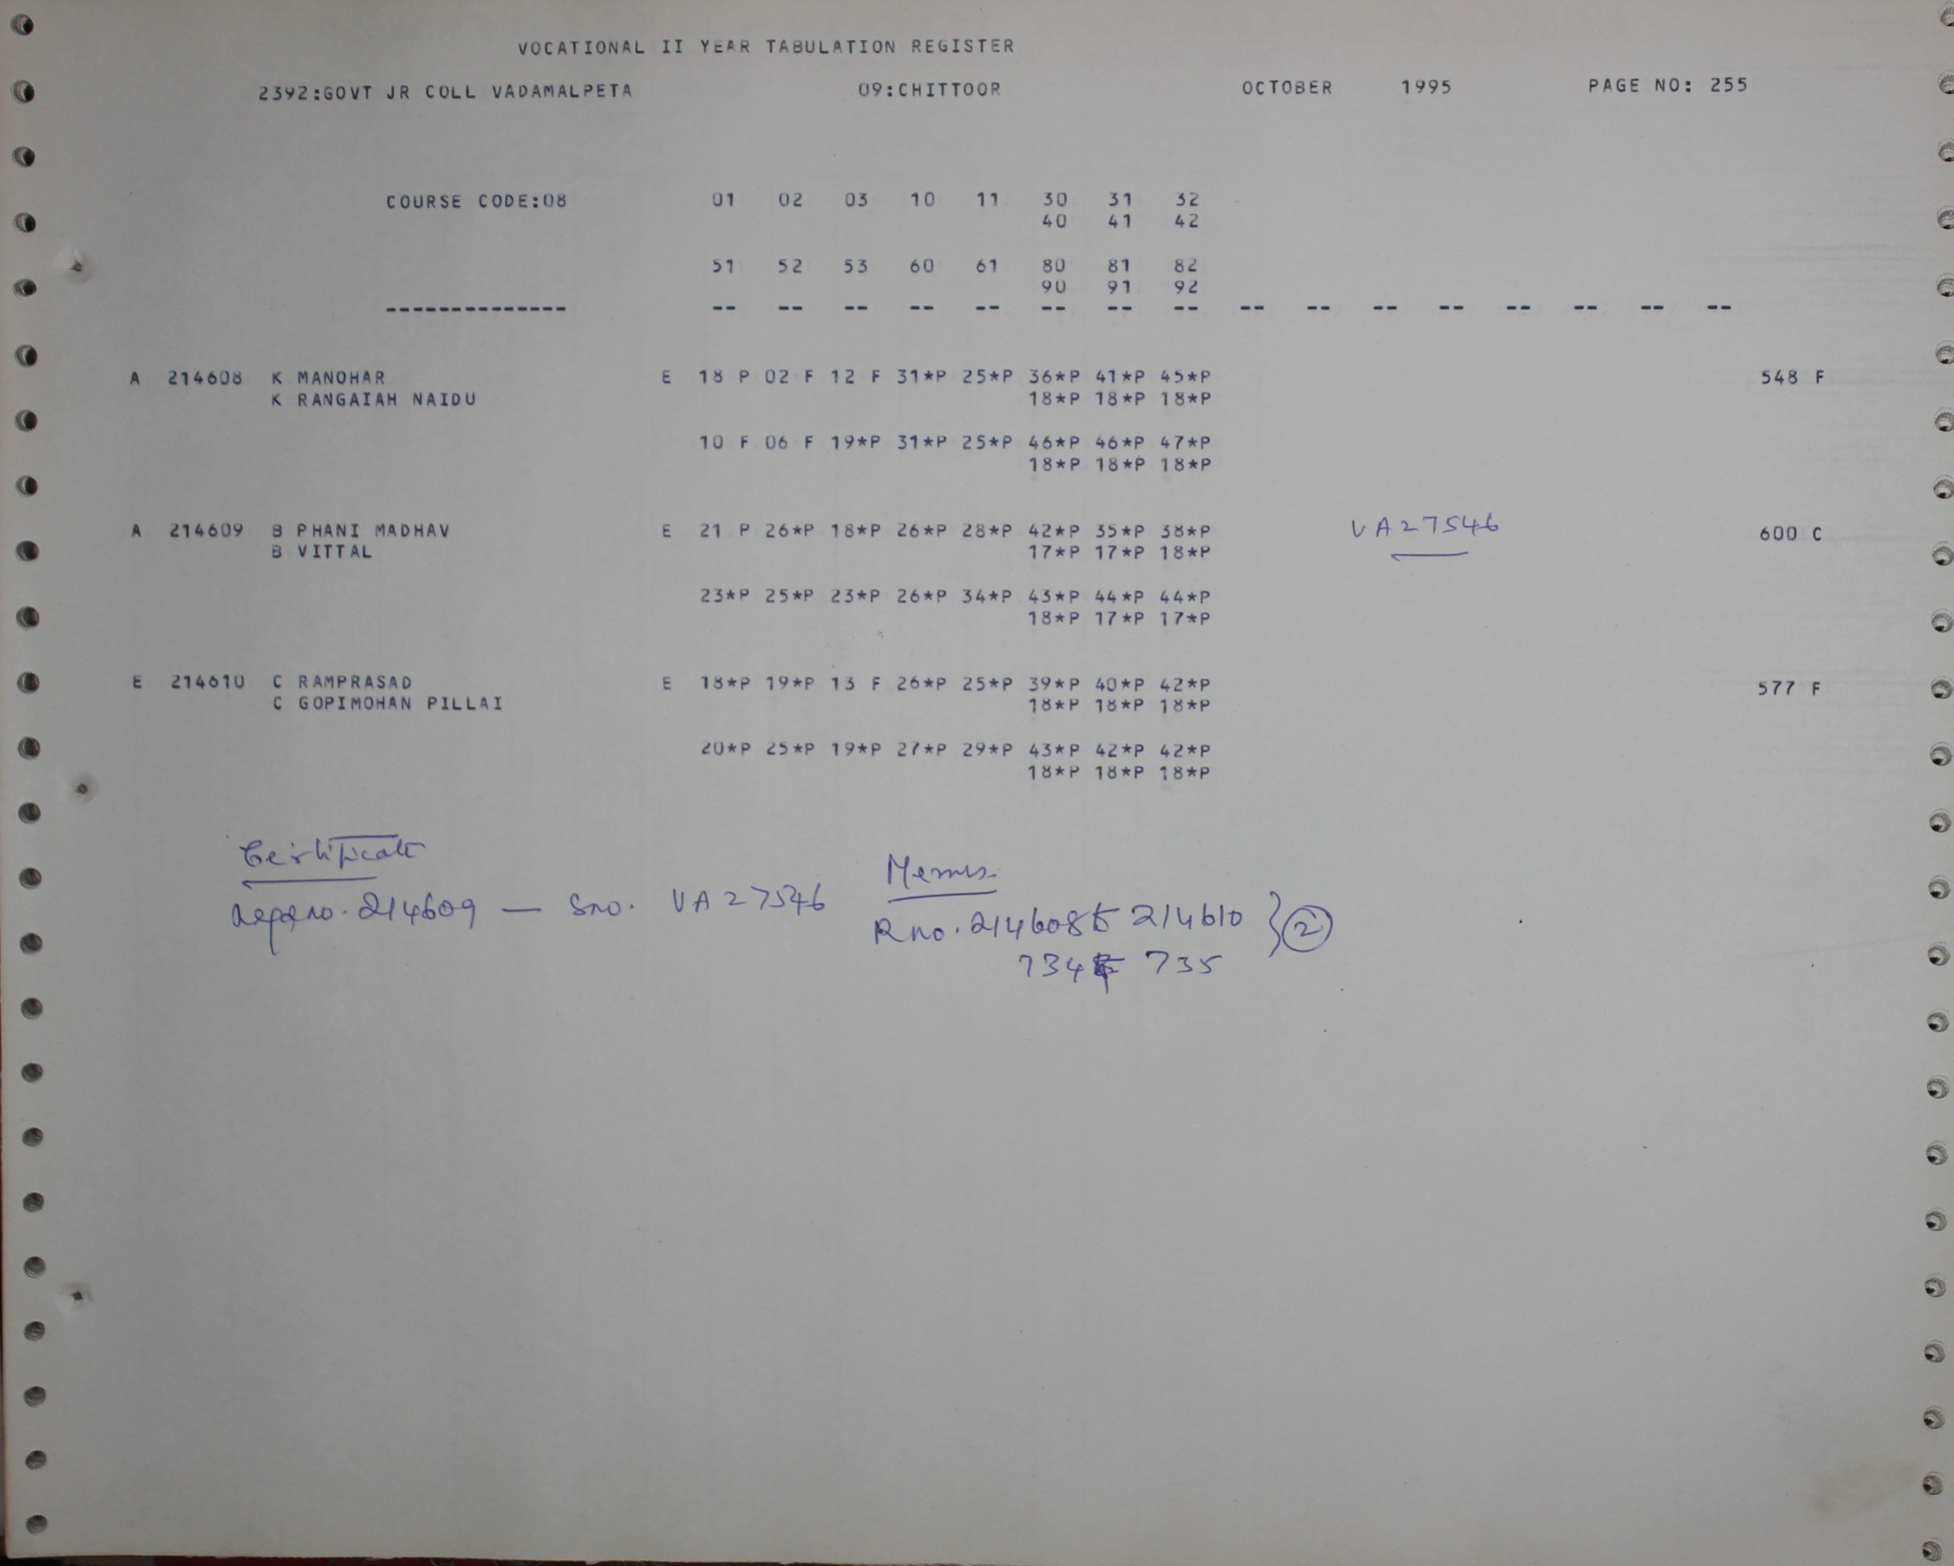 VOCATIONAL II YEAR TABULATION REGISTER
2392:GOVT JR COLL VADAMALPETA 09:CHITTOOR OCTOBER 1995 PAGE NO: 255
COURSE CODE:08 01 02 03 10 11 30 31 32
40 41 42
51 52 53 60 61 80 81 82
90 91 92
-------------- -- -- -- -- -- -- -- -- -- -- -- -- -- -- -- --
A 214608 K MANOHAR E 18 P 02 F 12 F 31*P 25*P 36*P 41*P 45*P 548 F
K RANGAIAH NAIDU 18*P 18*P 18*P
10 F 06 F 19*P 31*P 25*P 46*P 46*P 47*P
18*P 18*P 18*P
A 214609 B PHANI MADHAV E 21 P 26*P 18*P 26*P 28*P 42*P 35*P 38*P VA27546 600 C
B VITTAL 17*P 17*P 18*P
23*P 25*P 23*P 26*P 34*P 43*P 44*P 44*P
18*P 17*P 17*P
E 214610 C RAMPRASAD E 18*P 19*P 13 F 26*P 25*P 39*P 40*P 42*P 577 F
C GOPIMOHAN PILLAI 18*P 18*P 18*P
20*P 25*P 19*P 27*P 29*P 43*P 42*P 42*P
18*P 18*P 18*P
Certificate Memos
214609 — Sno. VA27546 Rno. 214608 & 214610 } 2
734 & 735